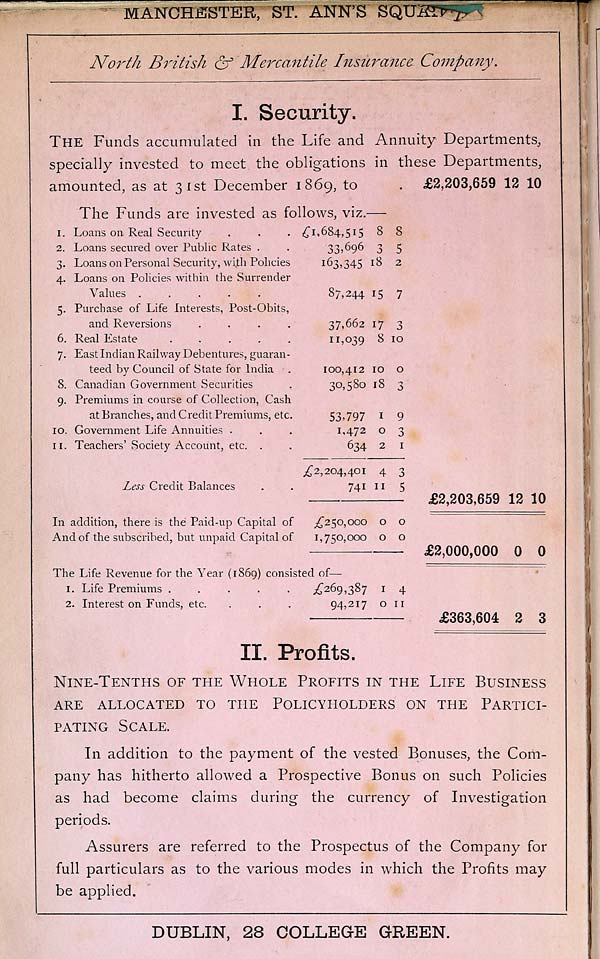 MANCHESTER, ST. ANN'S
North British & Mercantile Insurance Company.
I. Security.
THE Funds accumulated in the Life and Annuity Departments,
specially invested to meet the obligations in these Departments,
amounted, as at 31st December 1869, to . £2,203,659 12 10
The Funds are invested as follows, viz.—
1. Loans on Real Security . . . £1,684,515 8 8
2. Loans secured over Public Rates . . 33,696 3 5
3. Loans on Personal Security, with Policies 163,345 18 2
4. Loans on Policies within the Surrender
Values . . . . . 87,244 15 7
5. Purchase of Life Interests, Post-Obits,
and Reversions . . . . 37,662 17 3
6. Real Estate . . . . . 11,039 8 10
7. East Indian Railway Debentures, guaran-
teed by Council of State for India . 100,412 10 0
8. Canadian Government Securities . 30,580 18 3
9. Premiums in course of Collection, Cash
at Branches, and Credit Premiums, etc. 53,797 1 9
10. Government Life Annuities . . . 1,472 0 3
11. Teachers' Society Account, etc. . . 634 2 1
£2,204,401 4 3
Less Credit Balances . . 741 11 5
£2,203,659 12 10
In addition, there is the Paid-up Capital of £250,000 0 0
And of the subscribed, but unpaid Capital of 1,750,000 0 0
£2,000,000 0 0
The Life Revenue for the Year (1869) consisted of—
1. Life Premiums . . . . . £269,387 1 4
2. Interest on Funds, etc. . . . 94,217 0 11
£363,604 2 3
II. Profits.
NINE-TENTHS OF THE WHOLE PROFITS IN THE LIFE BUSINESS
ARE ALLOCATED TO THE POLICYHOLDERS ON THE PARTICI-
PATING SCALE.
In addition to the payment of the vested Bonuses, the Com-
pany has hitherto allowed a Prospective Bonus on such Policies
as had become claims during the currency of Investigation
periods.
Assurers are referred to the Prospectus of the Company for
full particulars as to the various modes in which the Profits may
be applied.
DUBLIN, 28 COLLEGE GREEN.